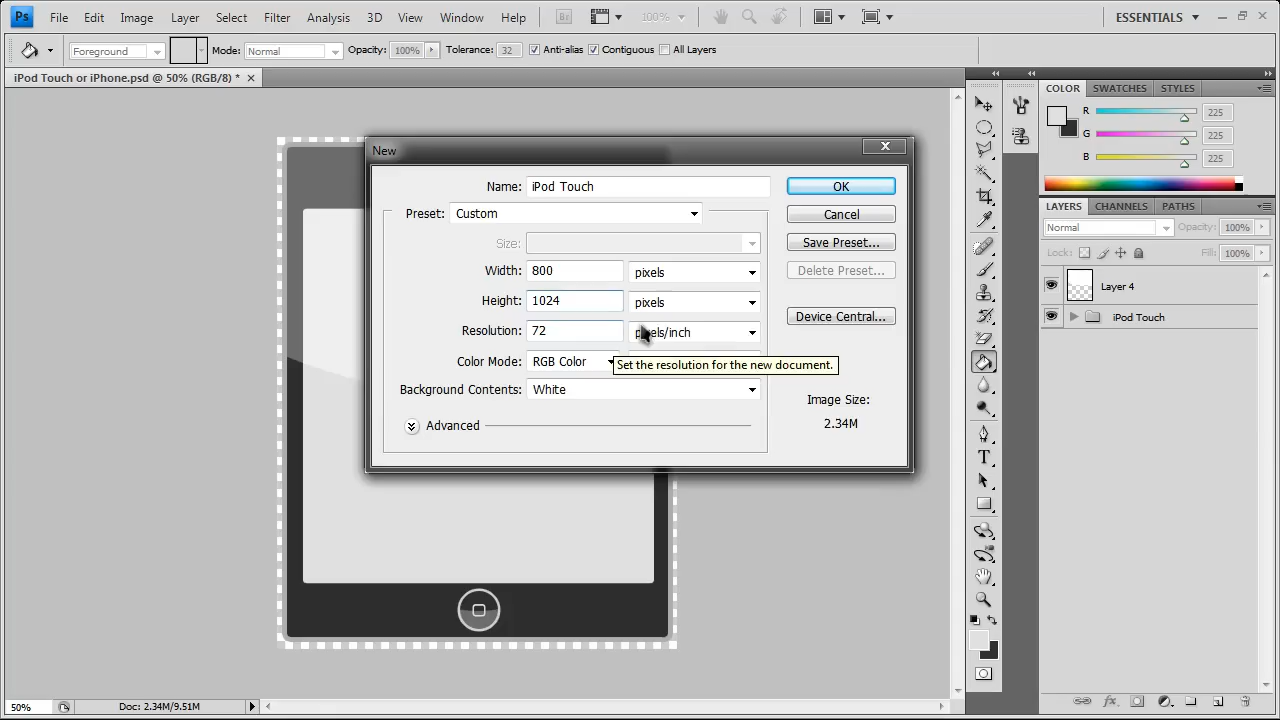 Ps File Edit Image Layer Select Filter Analysis 3D View Window Help Br 100% ESSENTIALS
Foreground Mode: Normal Opacity: 100% Tolerance: 32 Anti-alias Contiguous All Layers
iPod Touch or iPhone.psd @ 50% (RGB/8) *
New
Name: iPod Touch
Preset: Custom
Size:
Width: 800 pixels
Height: 1024 pixels
Resolution: 72 pixels/inch
Color Mode: RGB Color
Set the resolution for the new document.
Background Contents: White
Advanced
OK
Cancel
Save Preset...
Delete Preset...
Device Central...
Image Size:
2.34M
COLOR SWATCHES STYLES
R 225
G 225
B 225
LAYERS CHANNELS PATHS
Normal Opacity: 100%
Lock: Fill: 100%
Layer 4
iPod Touch
50% Doc: 2.34M/9.51M